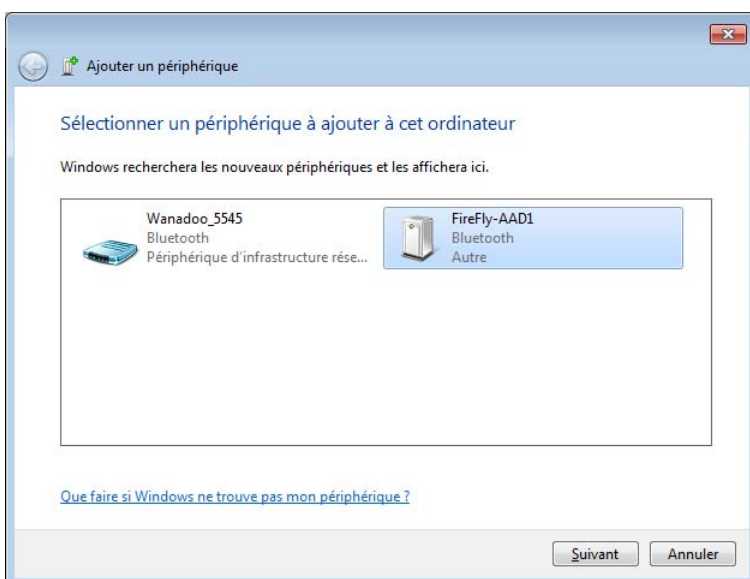 Ajouter un périphérique
Sélectionner un périphérique à ajouter à cet ordinateur
Windows recherchera les nouveaux périphériques et les affichera ici.
Wanadoo_5545
Bluetooth
Périphérique d'infrastructure rése...
FireFly-AAD1
Bluetooth
Autre
Que faire si Windows ne trouve pas mon périphérique ?
Suivant
Annuler